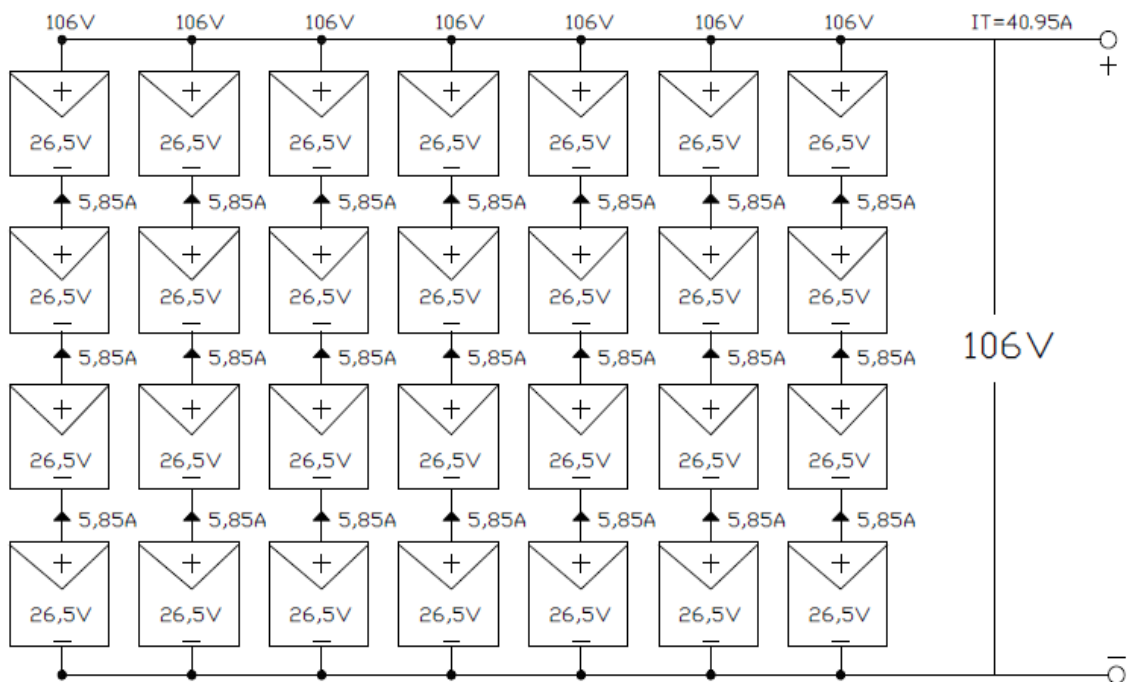 106V 106V 106V 106V 106V 106V 106V IT=40.95A
+
+ + + + + + +
26,5V 26,5V 26,5V 26,5V 26,5V 26,5V 26,5V
− − − − − − −
5,85A 5,85A 5,85A 5,85A 5,85A 5,85A 5,85A
+ + + + + + +
26,5V 26,5V 26,5V 26,5V 26,5V 26,5V 26,5V
− − − − − − −
106V
5,85A 5,85A 5,85A 5,85A 5,85A 5,85A 5,85A
+ + + + + + +
26,5V 26,5V 26,5V 26,5V 26,5V 26,5V 26,5V
− − − − − − −
5,85A 5,85A 5,85A 5,85A 5,85A 5,85A 5,85A
+ + + + + + +
26,5V 26,5V 26,5V 26,5V 26,5V 26,5V 26,5V
− − − − − − −
−